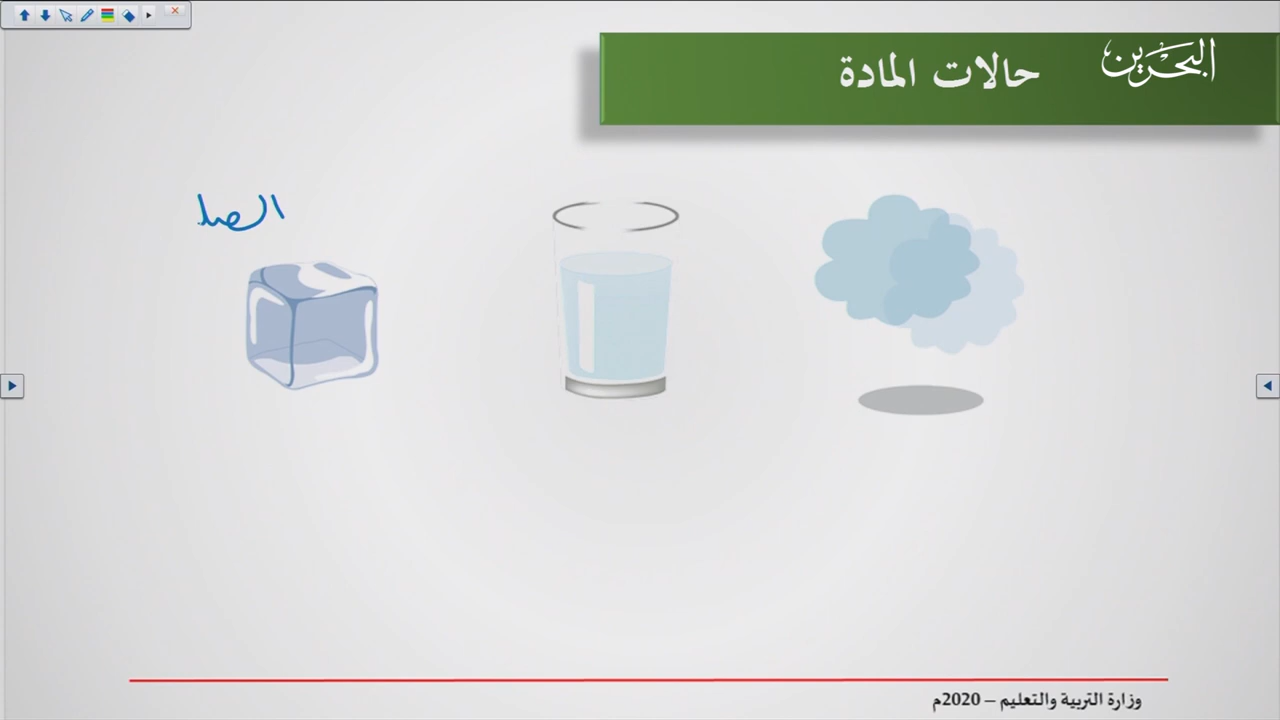 البحرين
حالات المادة
الصل
وزارة التربية والتعليم – 2020م